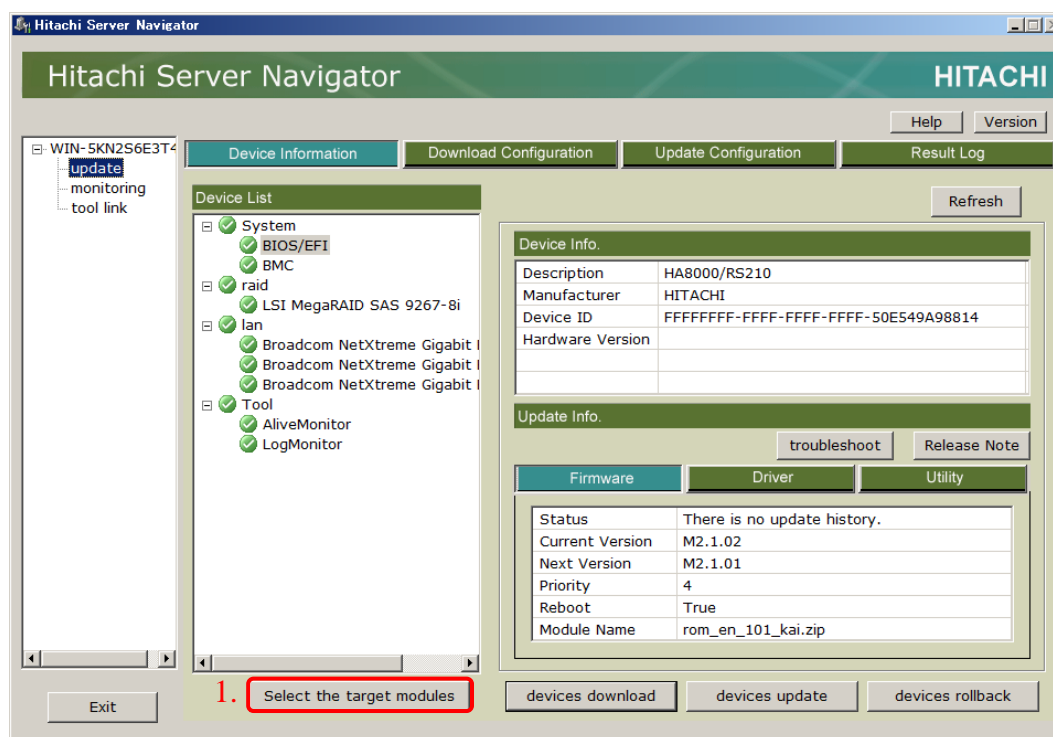 Hitachi Server Navigator
Hitachi Server Navigator
HITACHI
Help
Version
WIN-5KN2S6E3T4
update
monitoring
tool link
Device Information
Download Configuration
Update Configuration
Result Log
Device List
Refresh
System
BIOS/EFI
BMC
raid
LSI MegaRAID SAS 9267-8i
lan
Broadcom NetXtreme Gigabit
Broadcom NetXtreme Gigabit
Broadcom NetXtreme Gigabit
Tool
AliveMonitor
LogMonitor
Device Info.
Description HA8000/RS210
Manufacturer HITACHI
Device ID FFFFFFFF-FFFF-FFFF-FFFF-50E549A98814
Hardware Version
Update Info.
troubleshoot
Release Note
Firmware
Driver
Utility
Status There is no update history.
Current Version M2.1.02
Next Version M2.1.01
Priority 4
Reboot True
Module Name rom_en_101_kai.zip
Exit
1.
Select the target modules
devices download
devices update
devices rollback